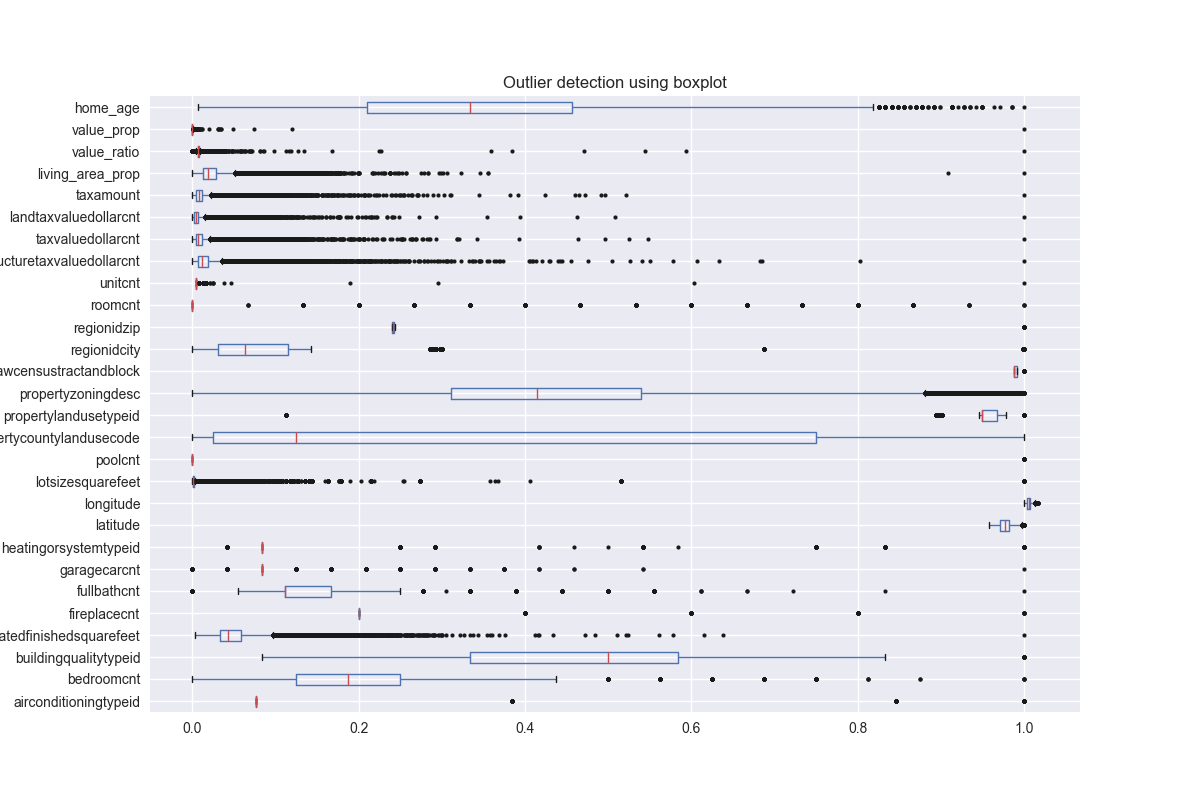 Outlier detection using boxplot
home_age
value_prop
value_ratio
living_area_prop
taxamount
landtaxvaluedollarcnt
taxvaluedollarcnt
ucturetaxvaluedollarcnt
unitcnt
roomcnt
regionidzip
regionidcity
awcensustractandblock
propertyzoningdesc
propertylandusetypeid
ertycountylandusecode
poolcnt
lotsizesquarefeet
longitude
latitude
heatingorsystemtypeid
garagecarcnt
fullbathcnt
fireplacecnt
atedfinishedsquarefeet
buildingqualitytypeid
bedroomcnt
airconditioningtypeid
0.0 0.2 0.4 0.6 0.8 1.0